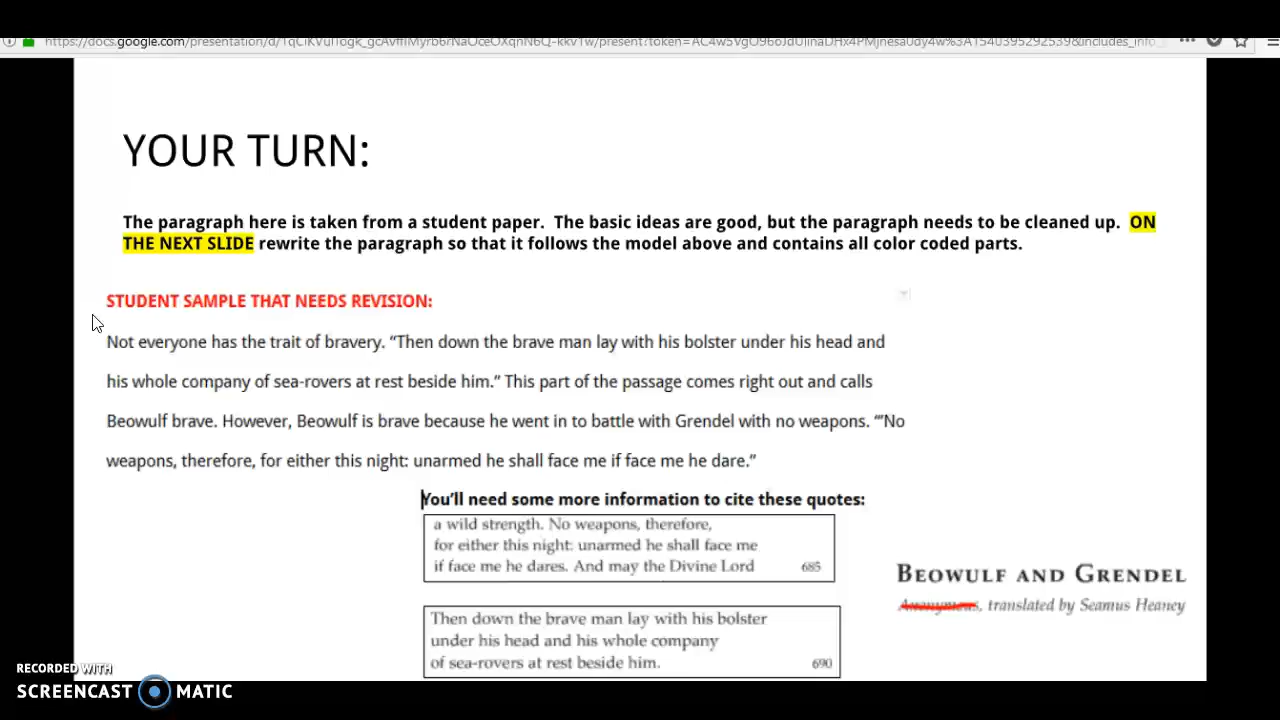 YOUR TURN:
The paragraph here is taken from a student paper. The basic ideas are good, but the paragraph needs to be cleaned up. ON
THE NEXT SLIDE rewrite the paragraph so that it follows the model above and contains all color coded parts.
STUDENT SAMPLE THAT NEEDS REVISION:
Not everyone has the trait of bravery. “Then down the brave man lay with his bolster under his head and
his whole company of sea-rovers at rest beside him.” This part of the passage comes right out and calls
Beowulf brave. However, Beowulf is brave because he went in to battle with Grendel with no weapons. “‘No
weapons, therefore, for either this night: unarmed he shall face me if face me he dare.”
You’ll need some more information to cite these quotes:
a wild strength. No weapons, therefore,
for either this night: unarmed he shall face me
if face me he dares. And may the Divine Lord 685
BEOWULF AND GRENDEL
Anonymous, translated by Seamus Heaney
Then down the brave man lay with his bolster
under his head and his whole company
of sea-rovers at rest beside him. 690
RECORDED WITH
SCREENCAST MATIC